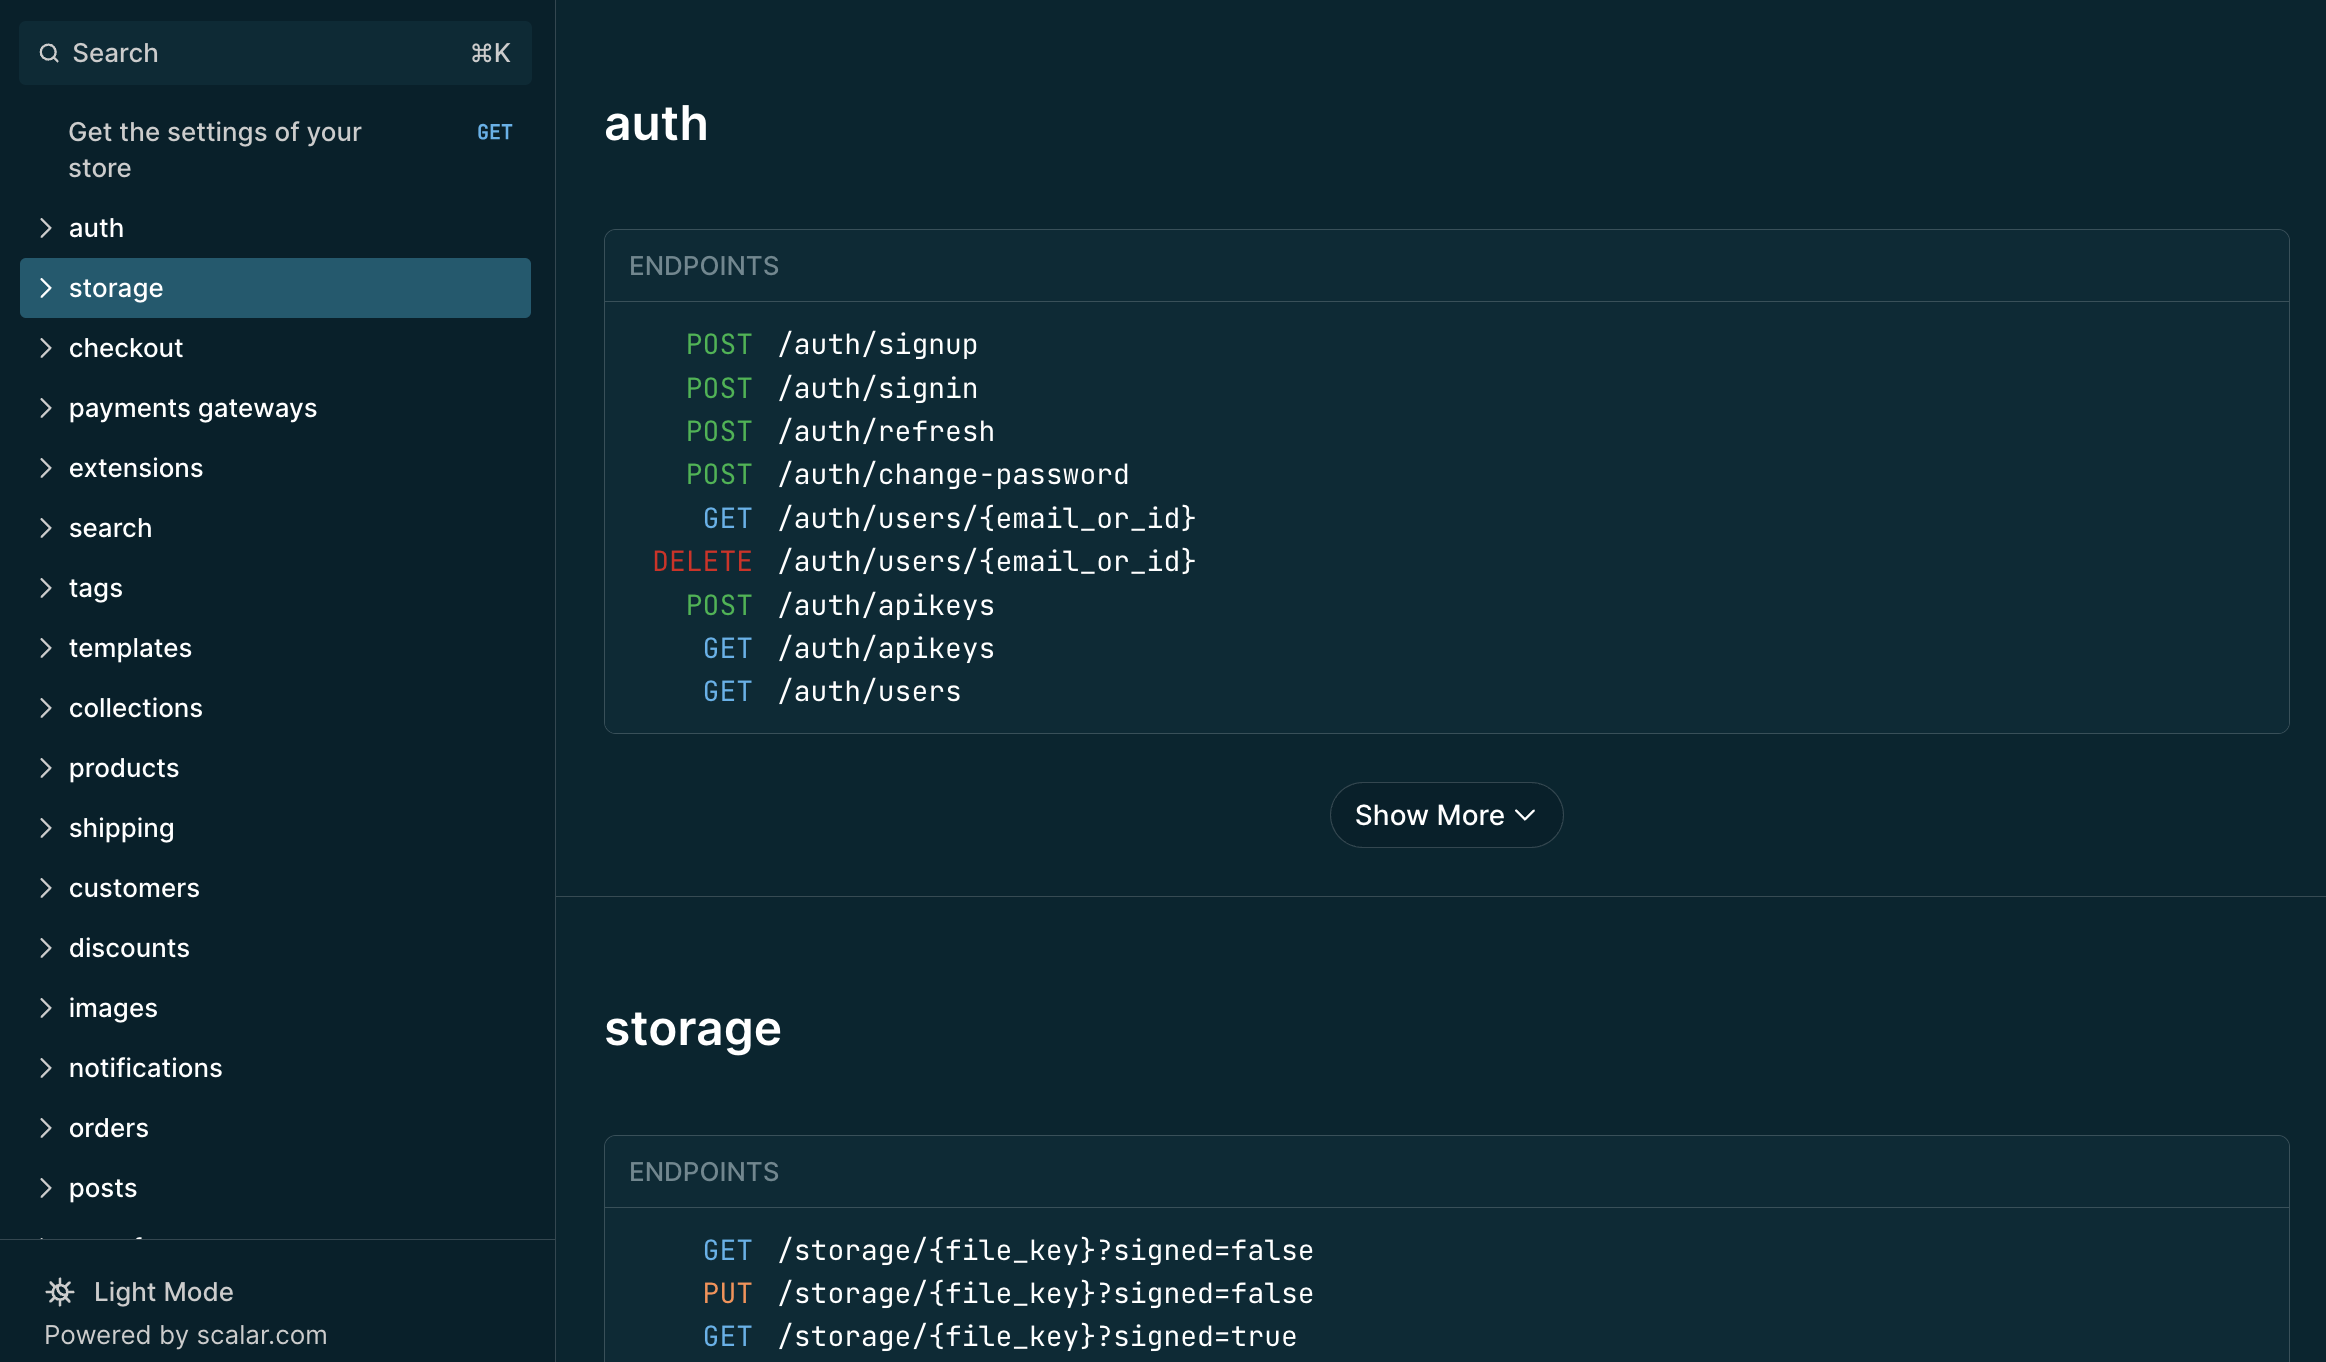 Search ⌘K
Get the settings of your GET
store
auth
storage
checkout
payments gateways
extensions
search
tags
templates
collections
products
shipping
customers
discounts
images
notifications
orders
posts
Light Mode
Powered by scalar.com
auth
ENDPOINTS
POST /auth/signup
POST /auth/signin
POST /auth/refresh
POST /auth/change-password
GET /auth/users/{email_or_id}
DELETE /auth/users/{email_or_id}
POST /auth/apikeys
GET /auth/apikeys
GET /auth/users
Show More
storage
ENDPOINTS
GET /storage/{file_key}?signed=false
PUT /storage/{file_key}?signed=false
GET /storage/{file_key}?signed=true